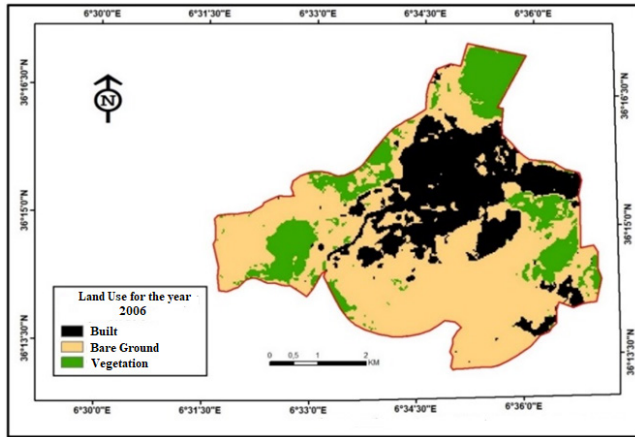 6°30'0"E 6°31'30"E 6°33'0"E 6°34'30"E 6°36'0"E
36°16'30"N 36°16'30"N
N
36°15'0"N 36°15'0"N
Land Use for the year
2006
Built
Bare Ground
Vegetation
36°13'30"N 36°13'30"N
0 0,5 1 2
KM
6°30'0"E 6°31'30"E 6°33'0"E 6°34'30"E 6°36'0"E